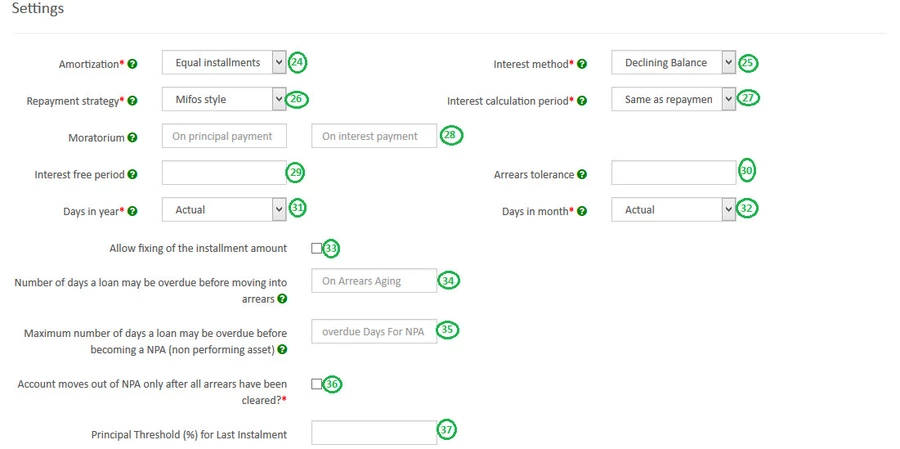 Settings
Amortization* ? Equal installments 24 Interest method* ? Declining Balance 25
Repayment strategy* ? Mifos style 26 Interest calculation period* ? Same as repaymen 27
Moratorium ? On principal payment On interest payment 28
Interest free period ? 29 Arrears tolerance ? 30
Days in year* ? Actual 31 Days in month* ? Actual 32
Allow fixing of the installment amount 33
Number of days a loan may be overdue before moving into
arrears ? On Arrears Aging 34
Maximum number of days a loan may be overdue before
becoming a NPA (non performing asset) ? overdue Days For NPA 35
Account moves out of NPA only after all arrears have been
cleared?* 36
Principal Threshold (%) for Last Instalment 37